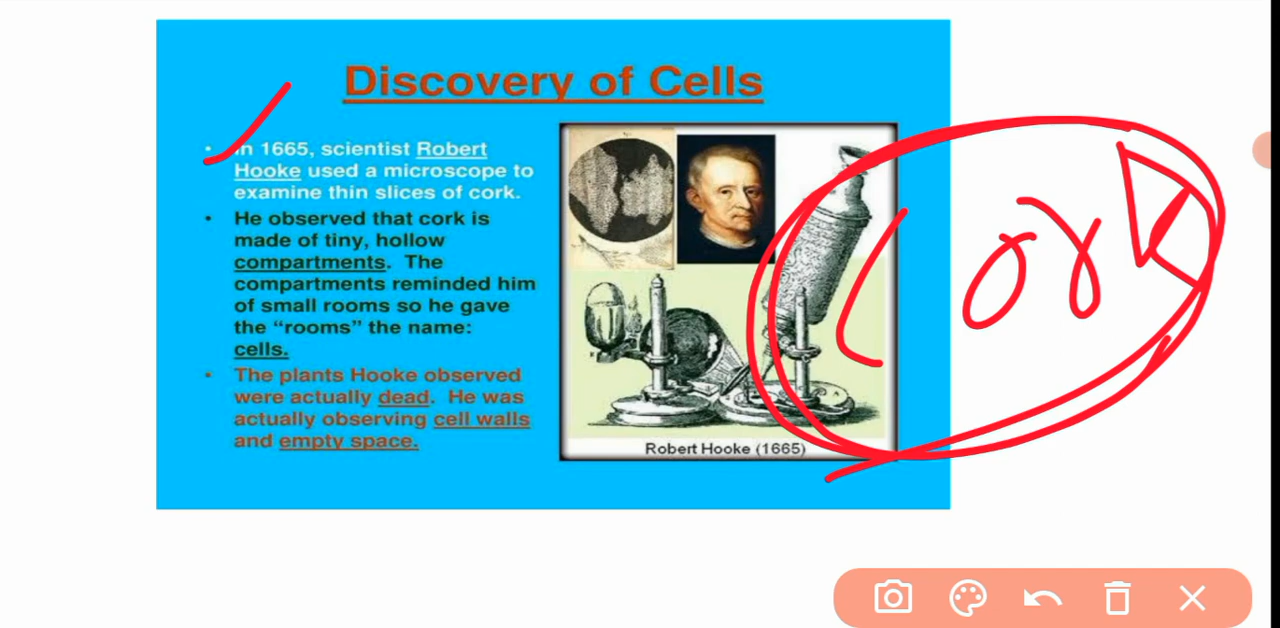 Discovery of Cells
• In 1665, scientist Robert
Hooke used a microscope to
examine thin slices of cork.
• He observed that cork is
made of tiny, hollow
compartments. The
compartments reminded him
of small rooms so he gave
the “rooms” the name:
cells.
• The plants Hooke observed
were actually dead. He was
actually observing cell walls
and empty space.
Robert Hooke (1665)
Cork